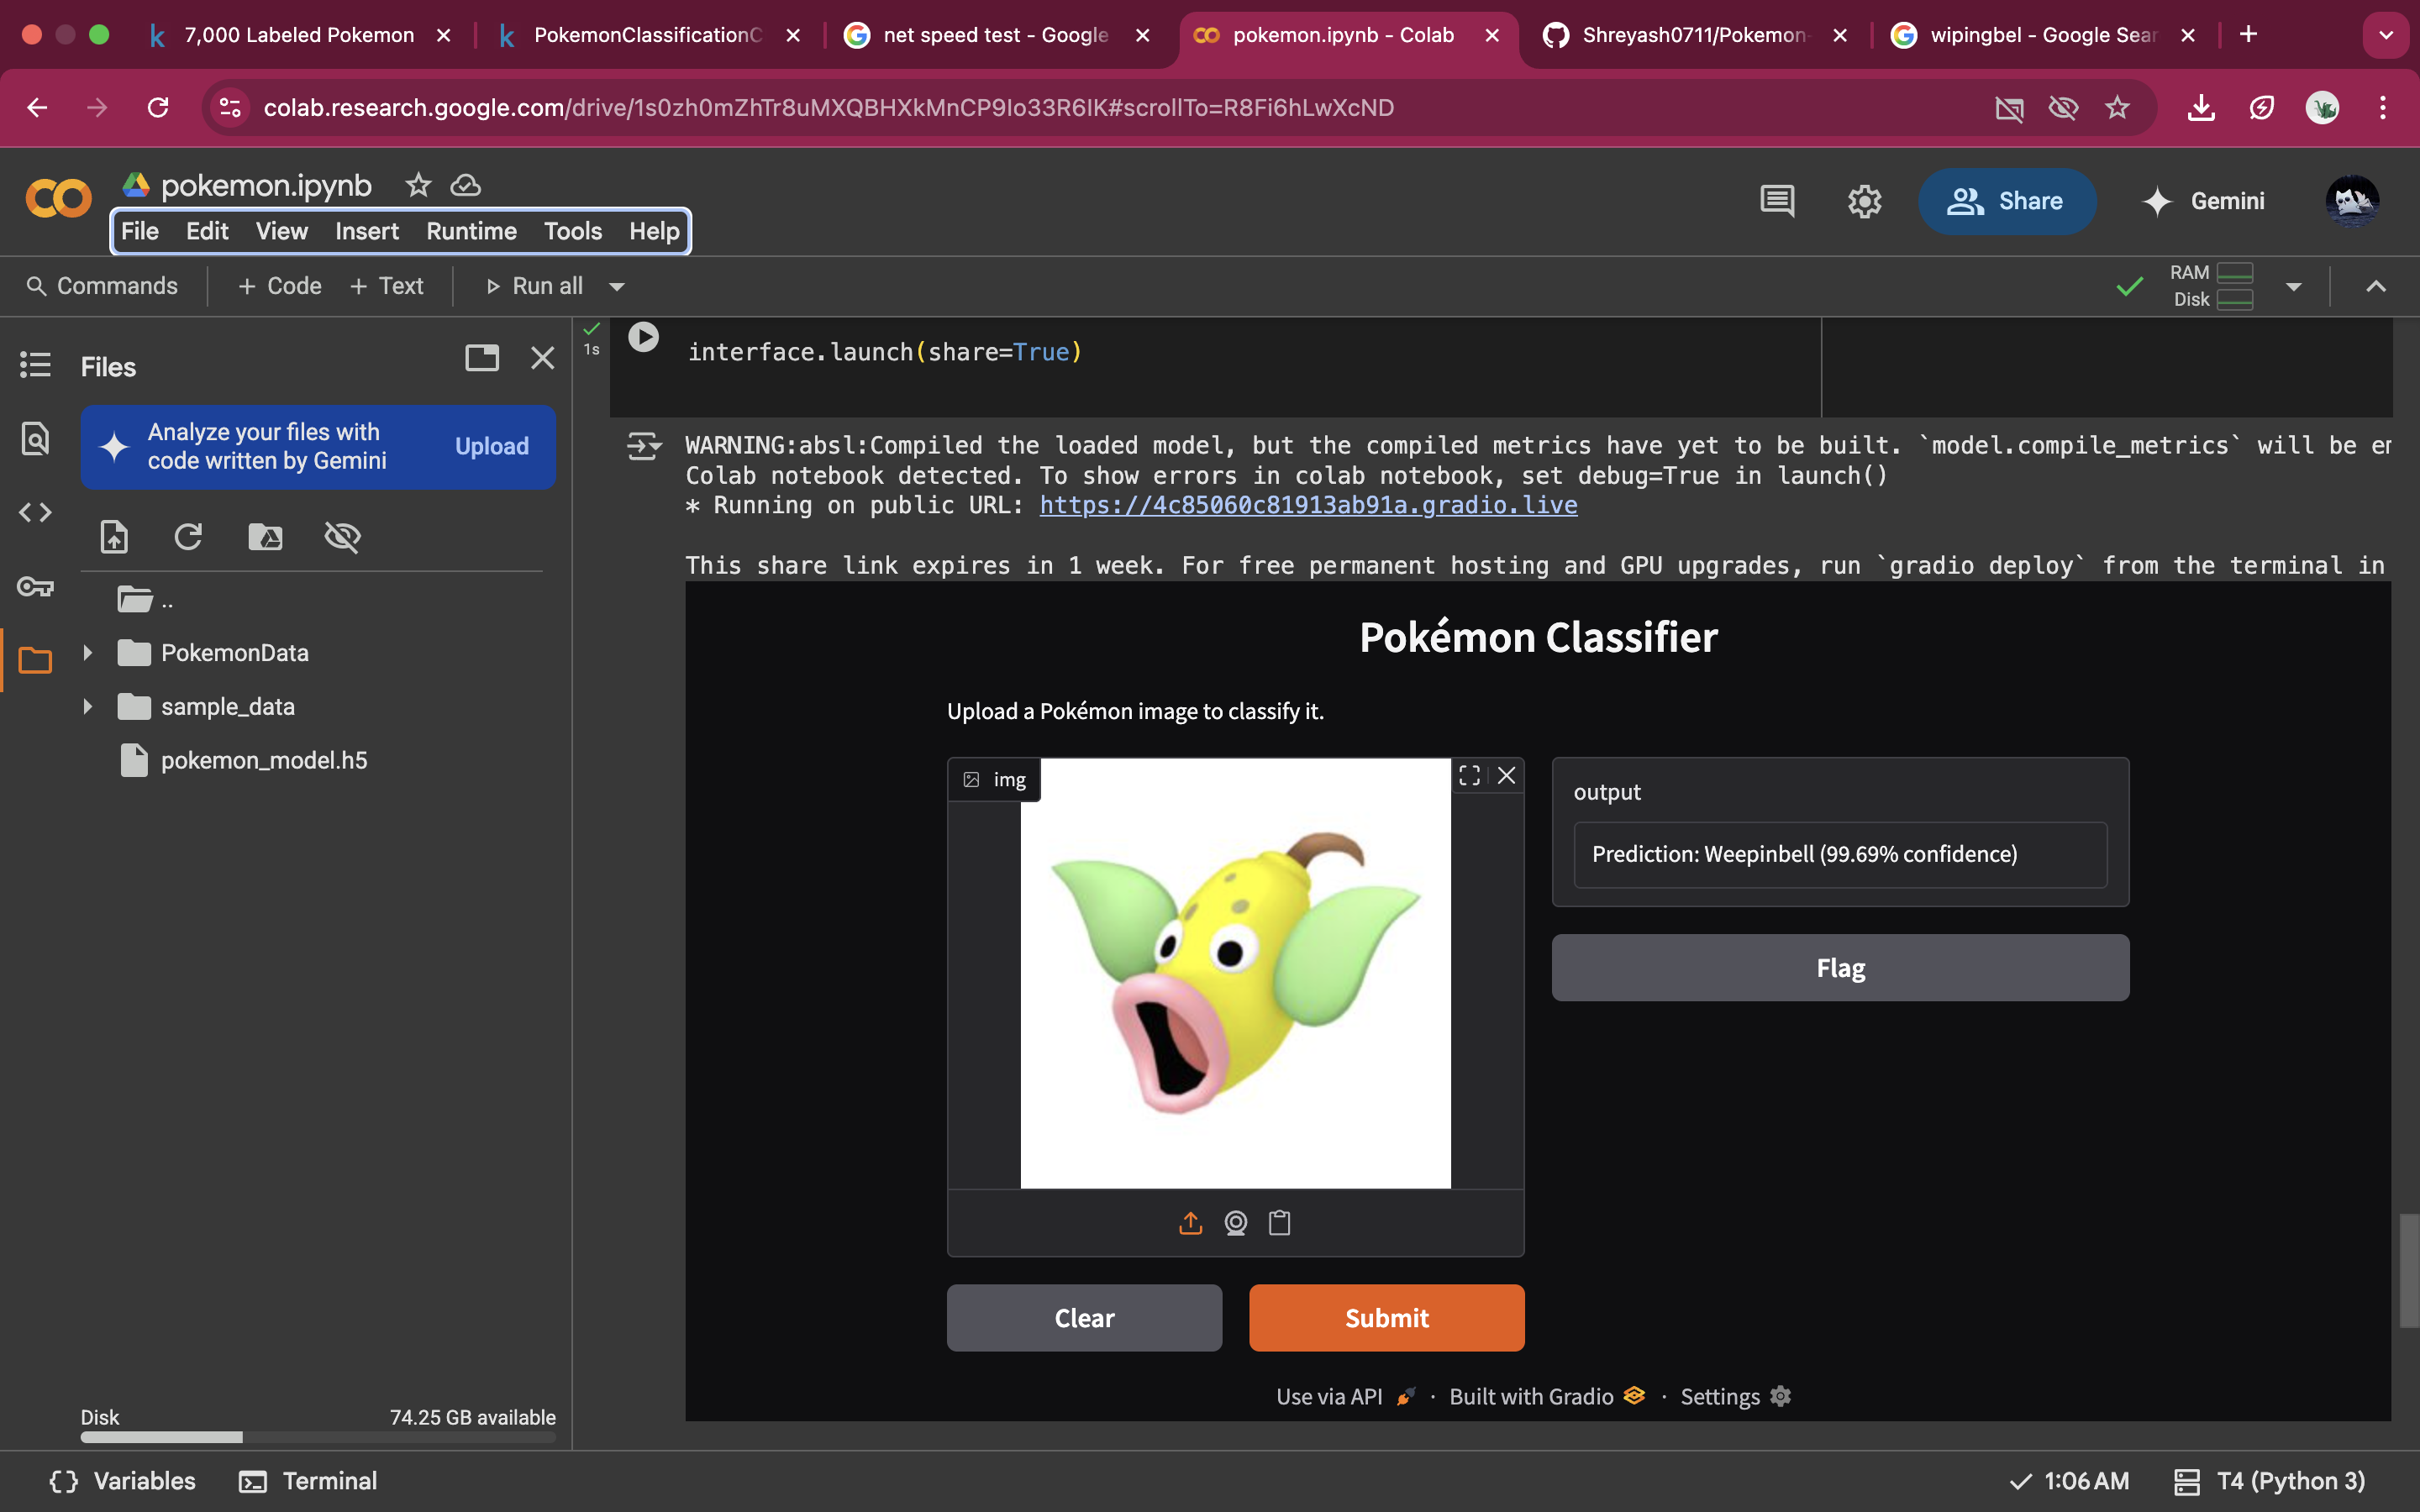 7,000 Labeled Pokemon
PokemonClassificationC
net speed test - Google
pokemon.ipynb - Colab
Shreyash0711/Pokemon-
wipingbel - Google Sear
colab.research.google.com/drive/1s0zh0mZhTr8uMXQBHXkMnCP9Io33R6IK#scrollTo=R8Fi6hLwXcND
pokemon.ipynb
File Edit View Insert Runtime Tools Help
Share
Gemini
Commands + Code + Text Run all
RAM
Disk
Files
Analyze your files with
code written by Gemini
Upload
..
PokemonData
sample_data
pokemon_model.h5
Disk 74.25 GB available
1s
interface.launch(share=True)
WARNING:absl:Compiled the loaded model, but the compiled metrics have yet to be built. `model.compile_metrics` will be em
Colab notebook detected. To show errors in colab notebook, set debug=True in launch()
* Running on public URL: https://4c85060c81913ab91a.gradio.live
This share link expires in 1 week. For free permanent hosting and GPU upgrades, run `gradio deploy` from the terminal in
Pokémon Classifier
Upload a Pokémon image to classify it.
img
output
Prediction: Weepinbell (99.69% confidence)
Flag
Clear
Submit
Use via API · Built with Gradio · Settings
Variables Terminal
1:06 AM T4 (Python 3)